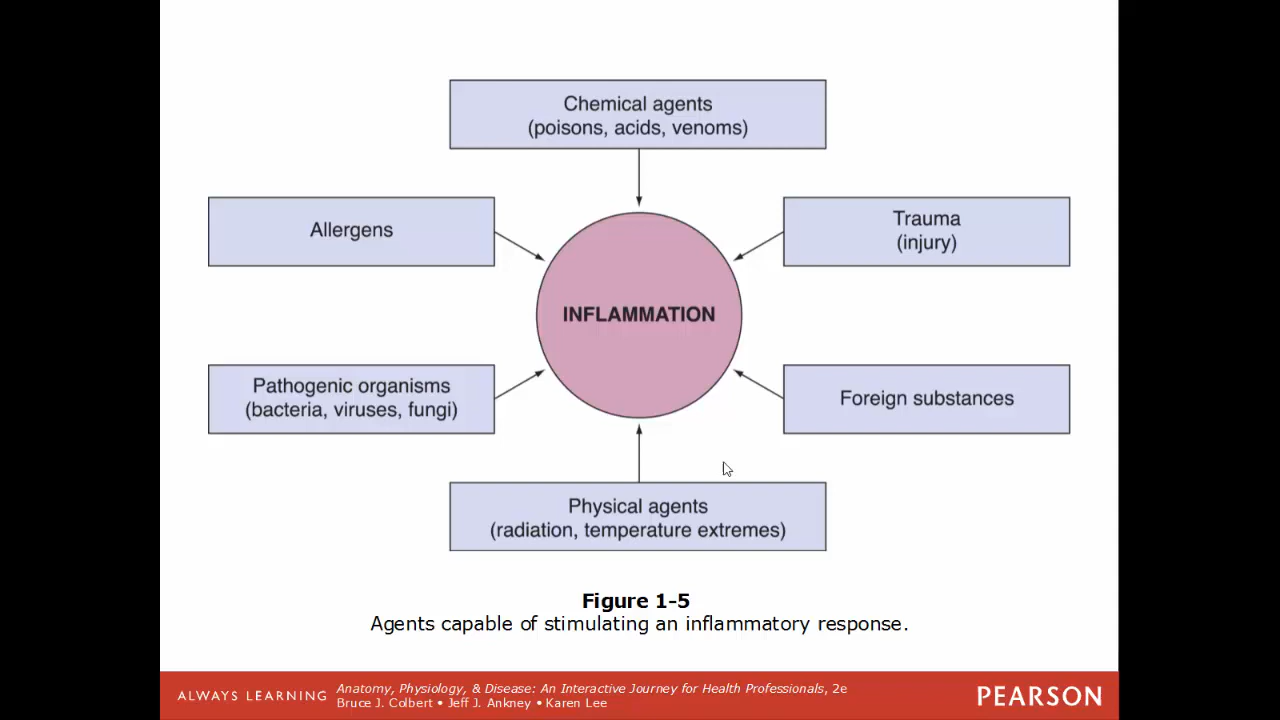 Chemical agents
(poisons, acids, venoms)
Allergens
Trauma
(injury)
INFLAMMATION
Pathogenic organisms
(bacteria, viruses, fungi)
Foreign substances
Physical agents
(radiation, temperature extremes)
Figure 1-5
Agents capable of stimulating an inflammatory response.
ALWAYS LEARNING
Anatomy, Physiology, & Disease: An Interactive Journey for Health Professionals, 2e
Bruce J. Colbert • Jeff J. Ankney • Karen Lee
PEARSON